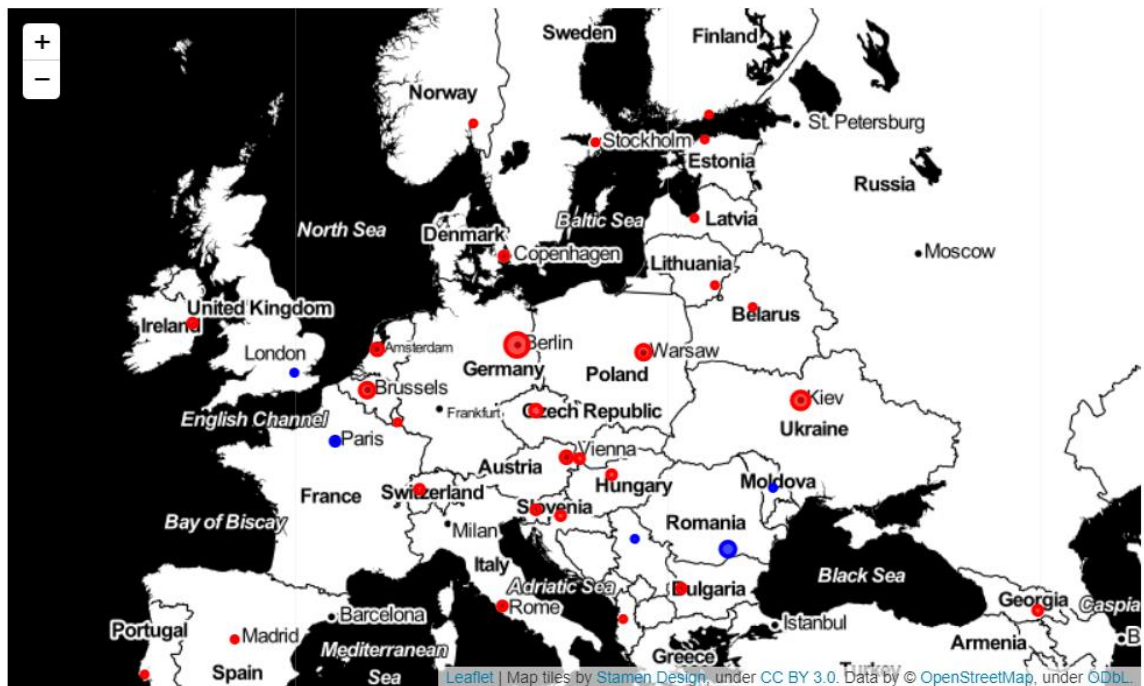 +
−
Sweden
Finland
Norway
St. Petersburg
Stockholm
Estonia
Russia
North Sea
Baltic Sea
Latvia
Denmark
Copenhagen
Moscow
Lithuania
United Kingdom
Ireland
Belarus
London
Amsterdam
Berlin
Warsaw
Germany
Poland
Brussels
Kiev
English Channel
Frankfurt
Czech Republic
Ukraine
Paris
Vienna
Austria
France
Switzerland
Hungary
Moldova
Slovenia
Bay of Biscay
Milan
Romania
Italy
Adriatic Sea
Bulgaria
Black Sea
Georgia
Caspia
Rome
Barcelona
Istanbul
Portugal
Madrid
Armenia
B
Mediterranean
Sea
Spain
Greece
Turkey
Leaflet | Map tiles by Stamen Design, under CC BY 3.0. Data by © OpenStreetMap, under ODbL.